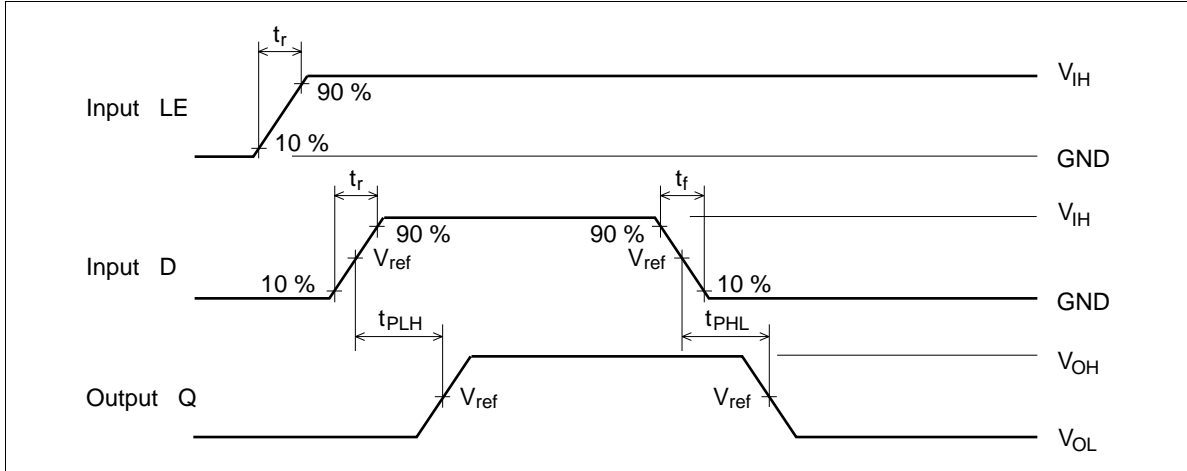 tr
90 %
VIH
Input LE
10 %
GND
tr
tf
VIH
90 %
90 %
Vref
Vref
Input D
10 %
10 %
GND
tPLH
tPHL
VOH
Output Q
Vref
Vref
VOL